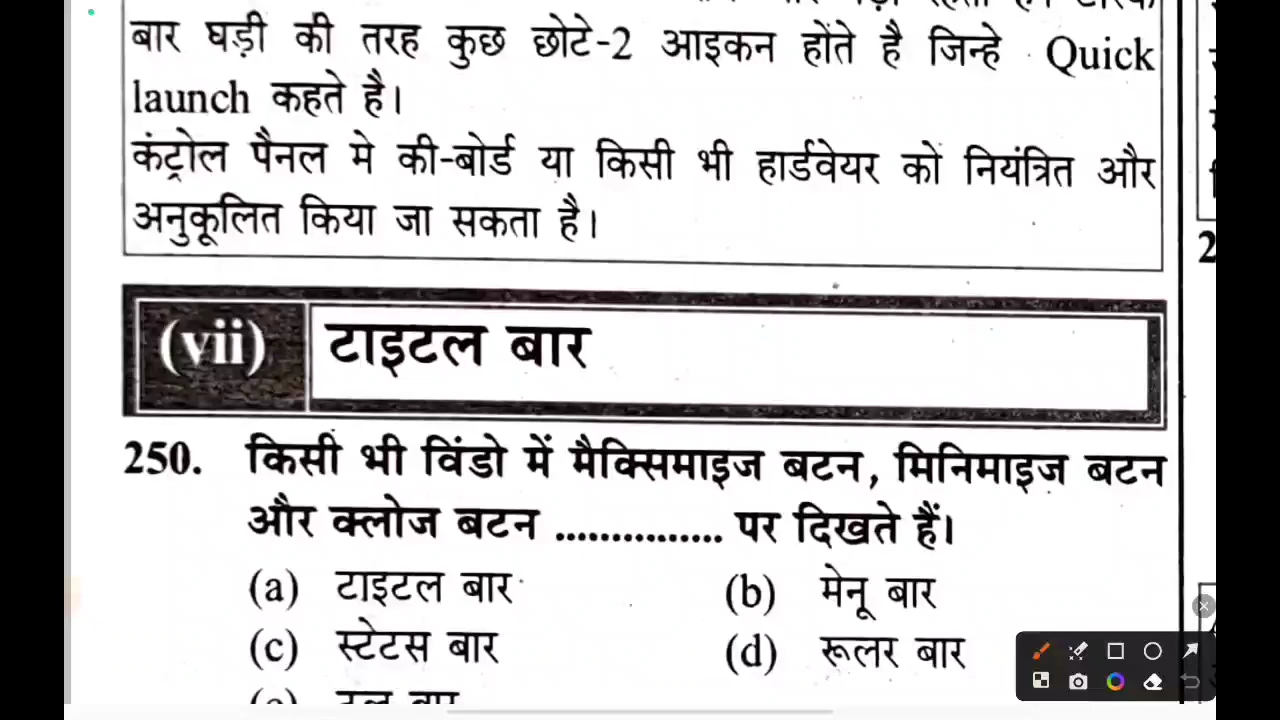 बार घड़ी की तरह कुछ छोटे-2 आइकन होंते है जिन्हे Quick
launch कहते है।
कंट्रोल पैनल मे की-बोर्ड या किसी भी हार्डवेयर कों नियंत्रित और
अनुकूलित किया जा सकता है।
(vii) टाइटल बार
250. किसी भी विंडो में मैक्सिमाइज बटन, मिनिमाइज बटन
और क्लोज बटन ............... पर दिखते हैं।
(a) टाइटल बार (b) मेनू बार
(c) स्टेटस बार (d) रूलर बार
2